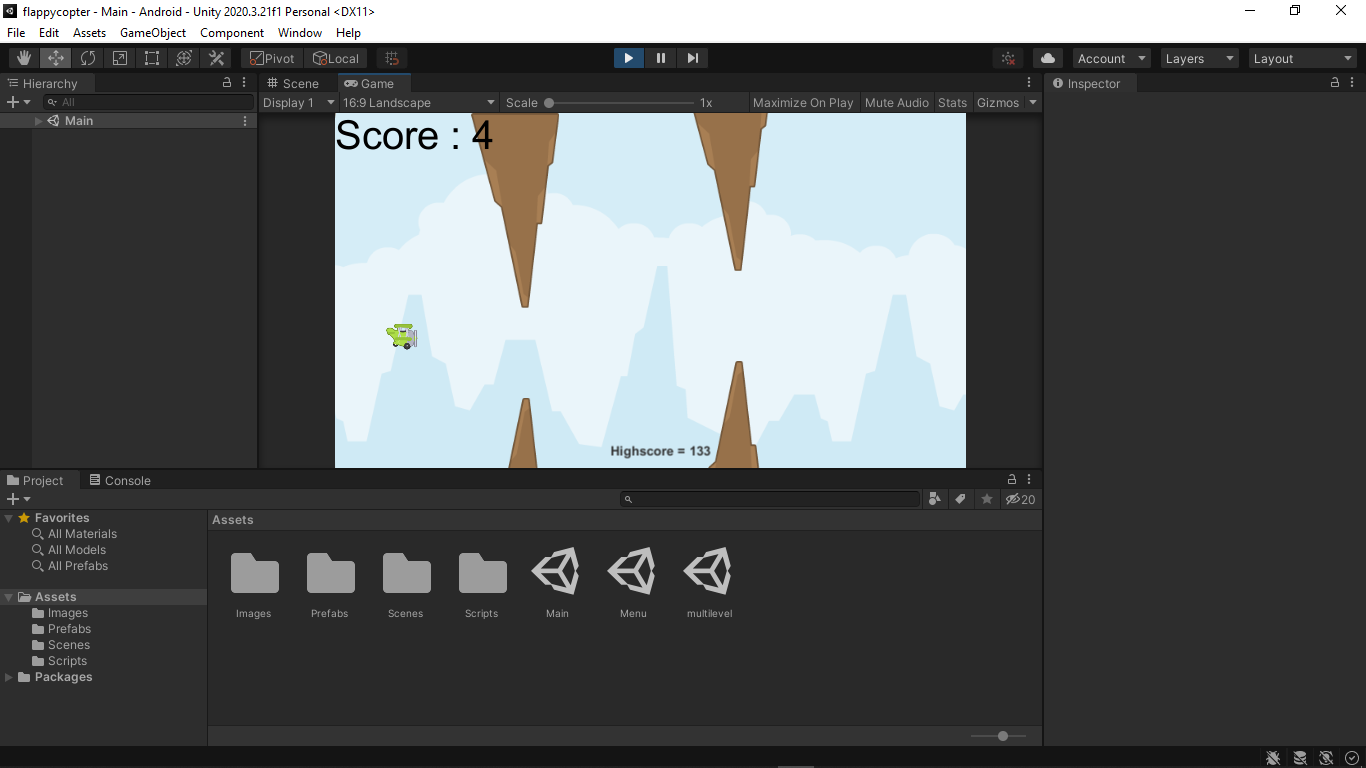 flappycopter - Main - Android - Unity 2020.3.21f1 Personal <DX11>
File Edit Assets GameObject Component Window Help
Pivot Local Account Layers Layout
Hierarchy
All
Main
Scene Game
Display 1 16:9 Landscape Scale 1x Maximize On Play Mute Audio Stats Gizmos
Score : 4
Highscore = 133
Inspector
Project Console
20
Favorites
All Materials
All Models
All Prefabs
Assets
Images
Prefabs
Scenes
Scripts
Packages
Assets
Images Prefabs Scenes Scripts Main Menu multilevel